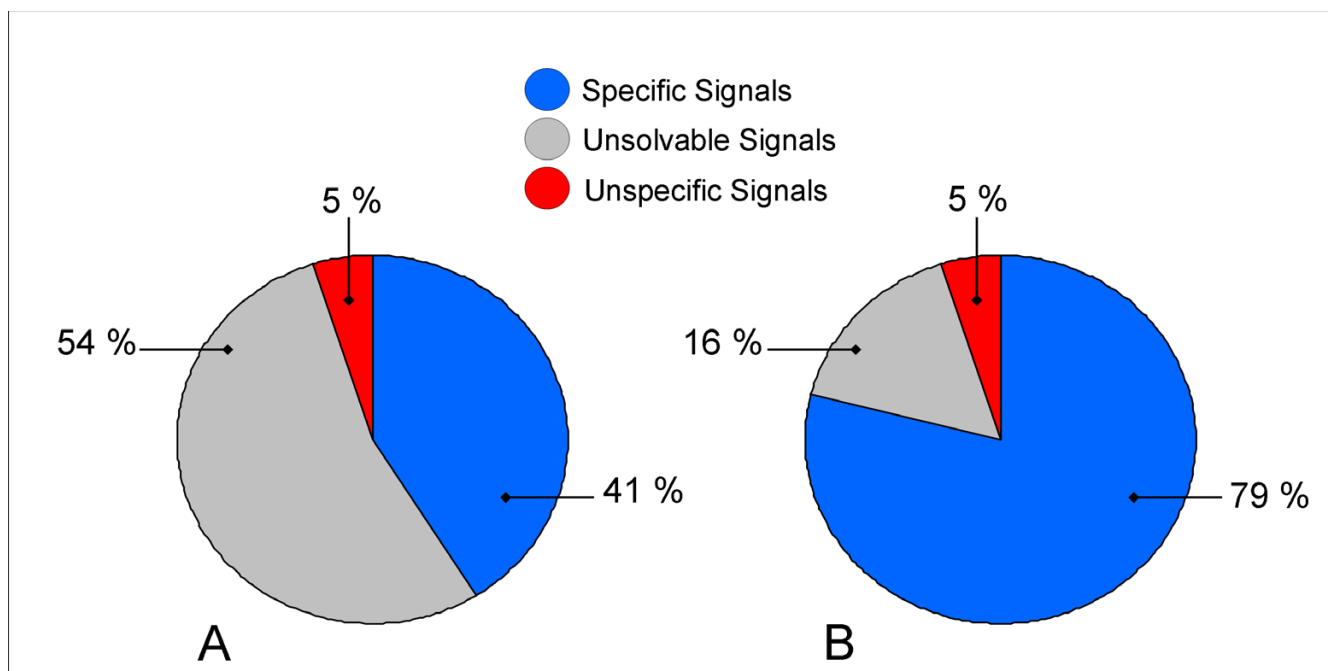 Specific Signals
Unsolvable Signals
Unspecific Signals
5 %
54 %
41 %
A
5 %
16 %
79 %
B